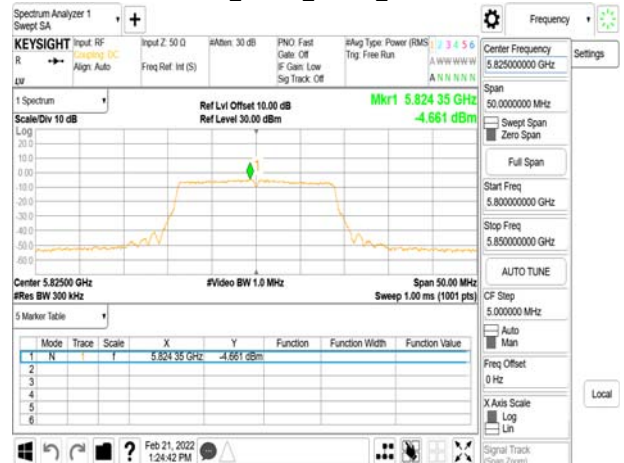 Spectrum Analyzer 1
Swept SA
KEYSIGHT
R
Input: RF
Coupling: DC
Align: Auto
Input Z: 50 Ω
Freq Ref: Int (S)
#Atten: 30 dB
PNO: Fast
Gate: Off
IF Gain: Low
Sig Track: Off
#Avg Type: Power (RMS
Trig: Free Run
1 2 3 4 5 6
A W W W W W
A N N N N N
1 Spectrum
Scale/Div 10 dB
Ref Lvl Offset 10.00 dB
Ref Level 30.00 dBm
Mkr1 5.824 35 GHz
-4.661 dBm
Log
20.0
10.0
0.00
-10.0
-20.0
-30.0
-40.0
-50.0
-60.0
1
Center 5.82500 GHz
#Res BW 300 kHz
#Video BW 1.0 MHz
Span 50.00 MHz
Sweep 1.00 ms (1001 pts)
5 Marker Table
Mode Trace Scale X Y Function Function Width Function Value
1 N 1 f 5.824 35 GHz -4.661 dBm
2
3
4
5
6
Feb 21, 2022
1:24:42 PM
Frequency
Center Frequency
5.825000000 GHz
Settings
Span
50.0000000 MHz
Swept Span
Zero Span
Full Span
Start Freq
5.800000000 GHz
Stop Freq
5.850000000 GHz
AUTO TUNE
CF Step
5.000000 MHz
Auto
Man
Freq Offset
0 Hz
X Axis Scale
Log
Lin
Local
Signal Track
(Span Zoom)